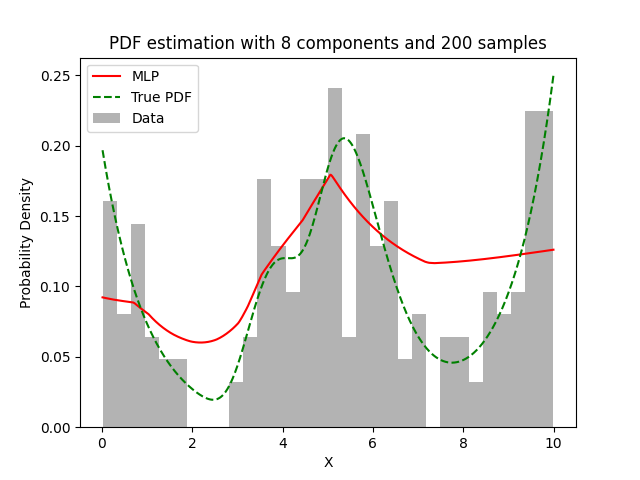 PDF estimation with 8 components and 200 samples
MLP
True PDF
Data
Probability Density
0.25
0.20
0.15
0.10
0.05
0.00
0
2
4
6
8
10
X